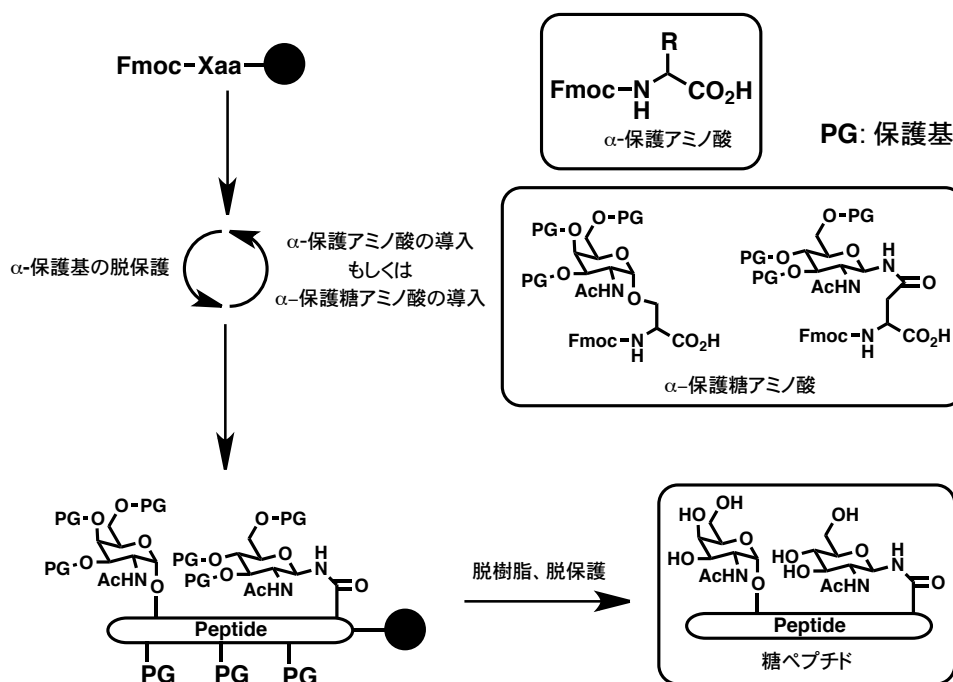 Fmoc-Xaa
R
Fmoc-N
H
CO₂H
α-保護アミノ酸
PG: 保護基
α-保護基の脱保護
α-保護アミノ酸の導入
もしくは
α-保護糖アミノ酸の導入
PG-O
O-PG
O
PG-O
AcHN
O
Fmoc-N
H
CO₂H
O-PG
PG-O
O
PG-O
AcHN
H
N
O
Fmoc-N
H
CO₂H
α-保護糖アミノ酸
PG-O
O-PG
O
PG-O
AcHN
O
O-PG
PG-O
O
PG-O
AcHN
H
N
O
Peptide
PG
PG
PG
脱樹脂、脱保護
HO
OH
O
HO
AcHN
O
OH
HO
O
HO
AcHN
H
N
O
Peptide
糖ペプチド